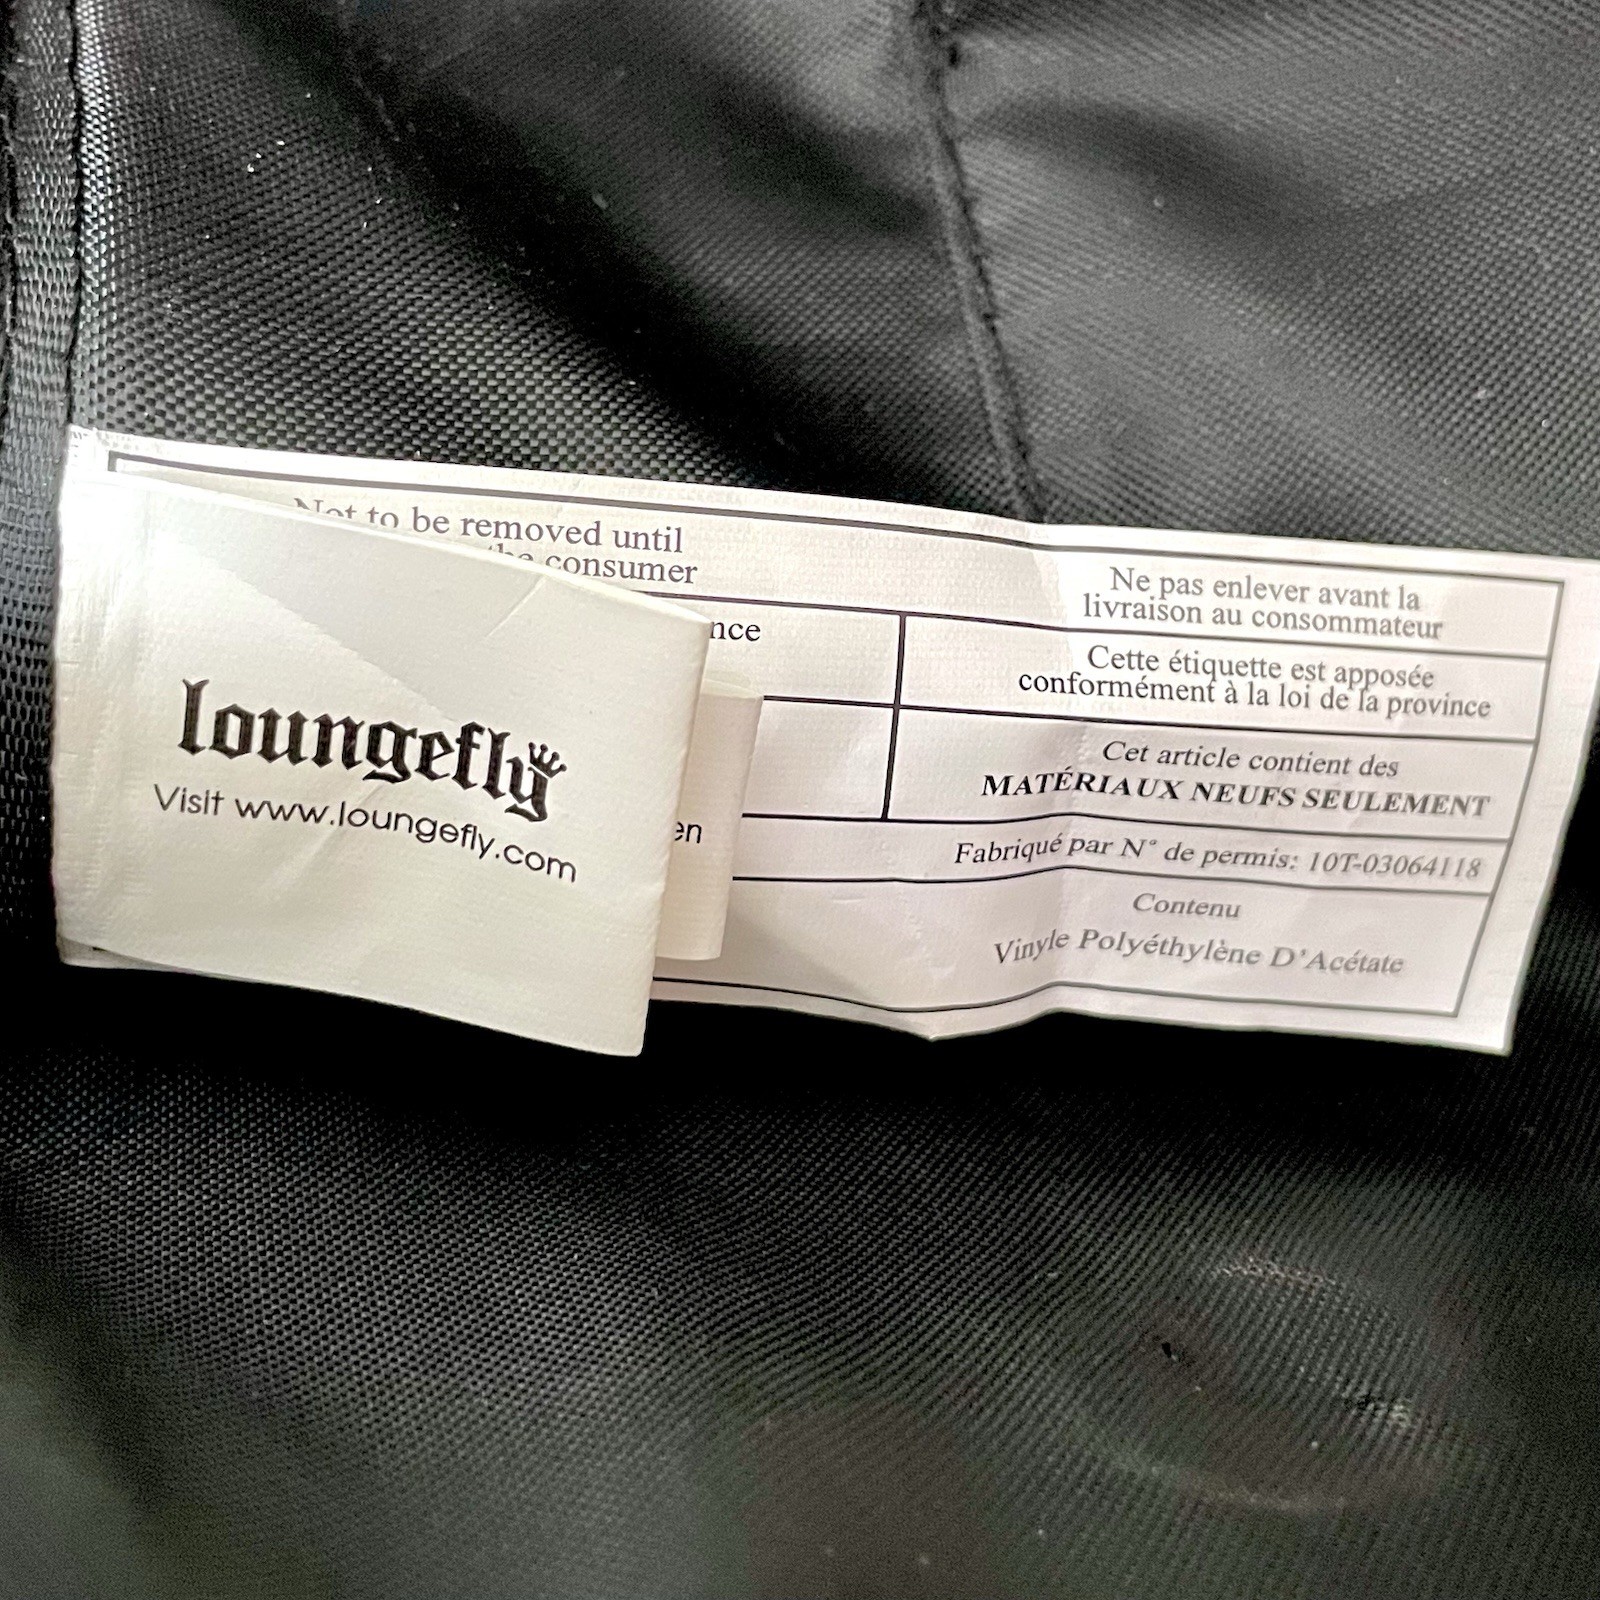 Not to be removed until
the consumer
Ne pas enlever avant la
livraison au consommateur
Cette étiquette est apposée
conformément à la loi de la province
Cet article contient des
MATÉRIAUX NEUFS SEULEMENT
Fabriqué par N° de permis: 10T-03064118
Contenu
Vinyle Polyéthylène D'Acétate
loungefly
Visit www.loungefly.com